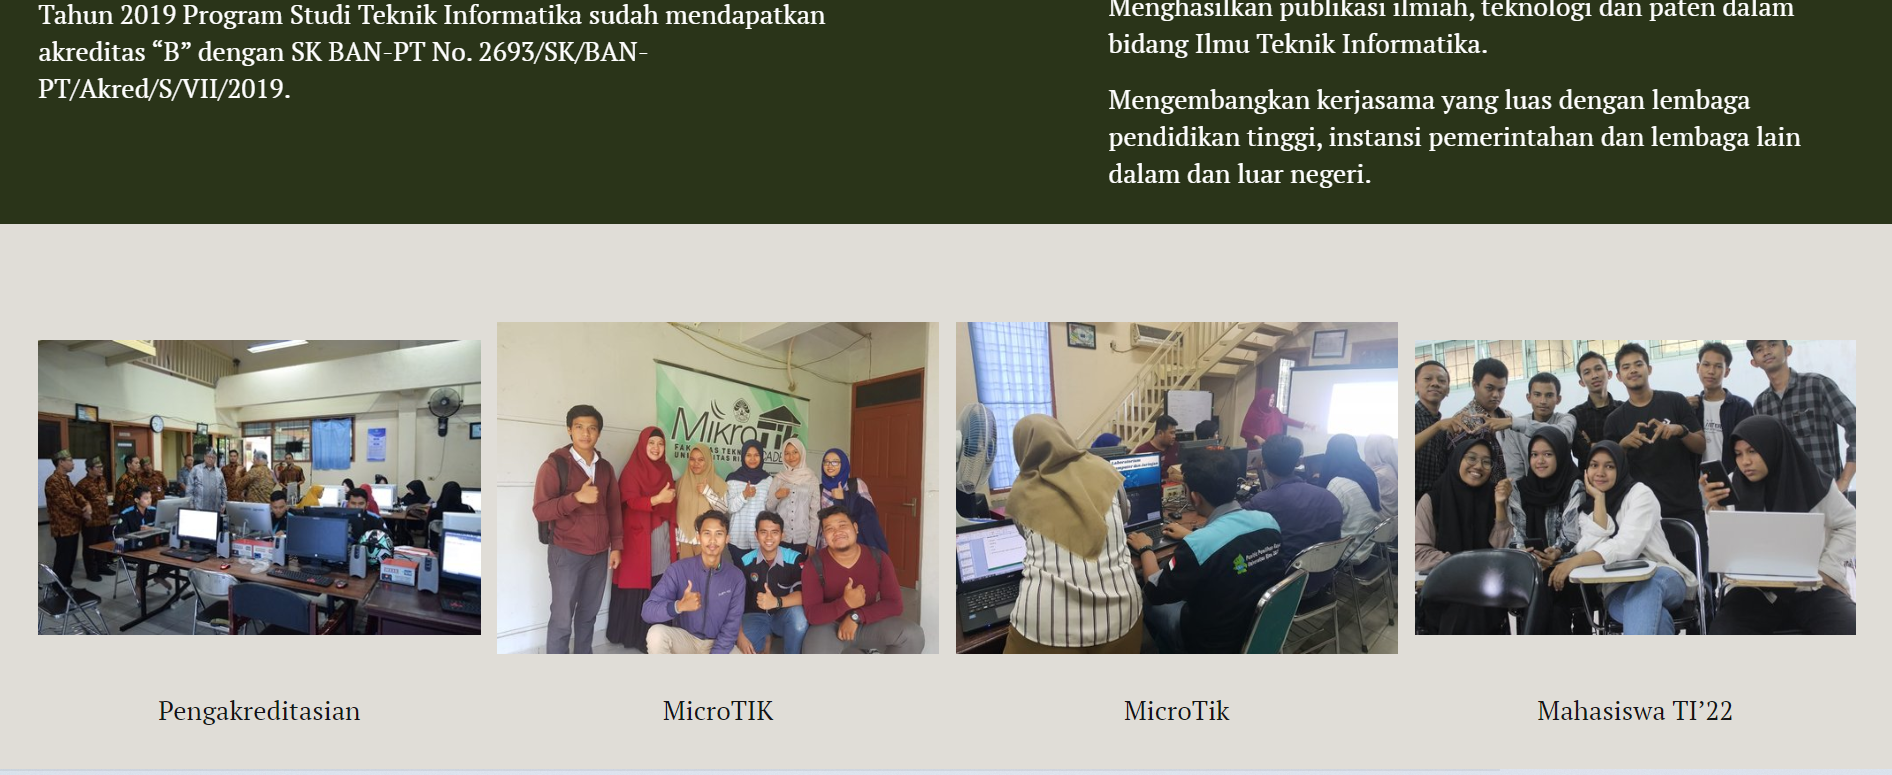 Tahun 2019 Program Studi Teknik Informatika sudah mendapatkan
akreditas “B” dengan SK BAN-PT No. 2693/SK/BAN-
PT/Akred/S/VII/2019.
Menghasilkan publikasi ilmiah, teknologi dan paten dalam
bidang Ilmu Teknik Informatika.
Mengembangkan kerjasama yang luas dengan lembaga
pendidikan tinggi, instansi pemerintahan dan lembaga lain
dalam dan luar negeri.
Laboratorium
Pengakreditasian
MicroTIK
MicroTik
Mahasiswa TI’22